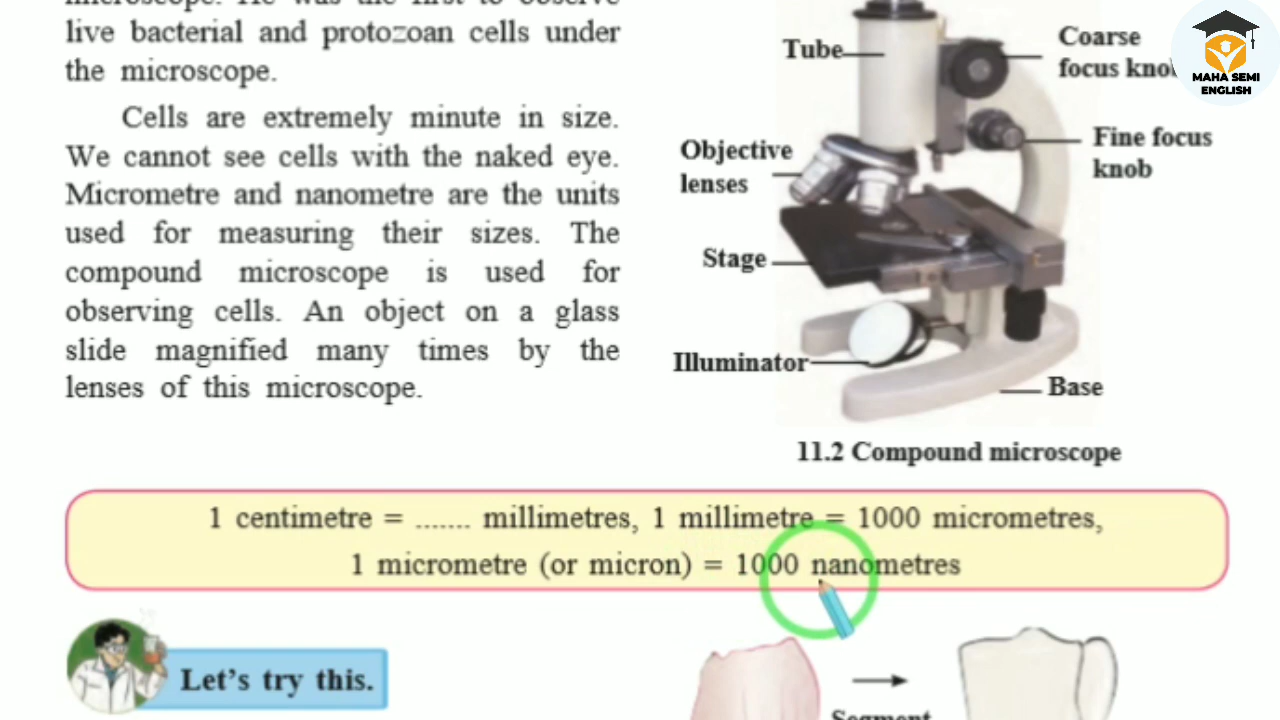 live bacterial and protozoan cells under
the microscope.
Cells are extremely minute in size.
We cannot see cells with the naked eye.
Micrometre and nanometre are the units
used for measuring their sizes. The
compound microscope is used for
observing cells. An object on a glass
slide magnified many times by the
lenses of this microscope.
Tube
Coarse
focus
Fine focus
knob
Objective
lenses
Stage
Illuminator
Base
11.2 Compound microscope
MAHA SEMI
ENGLISH
1 centimetre = ....... millimetres, 1 millimetre = 1000 micrometres,
1 micrometre (or micron) = 1000 nanometres
Let's try this.